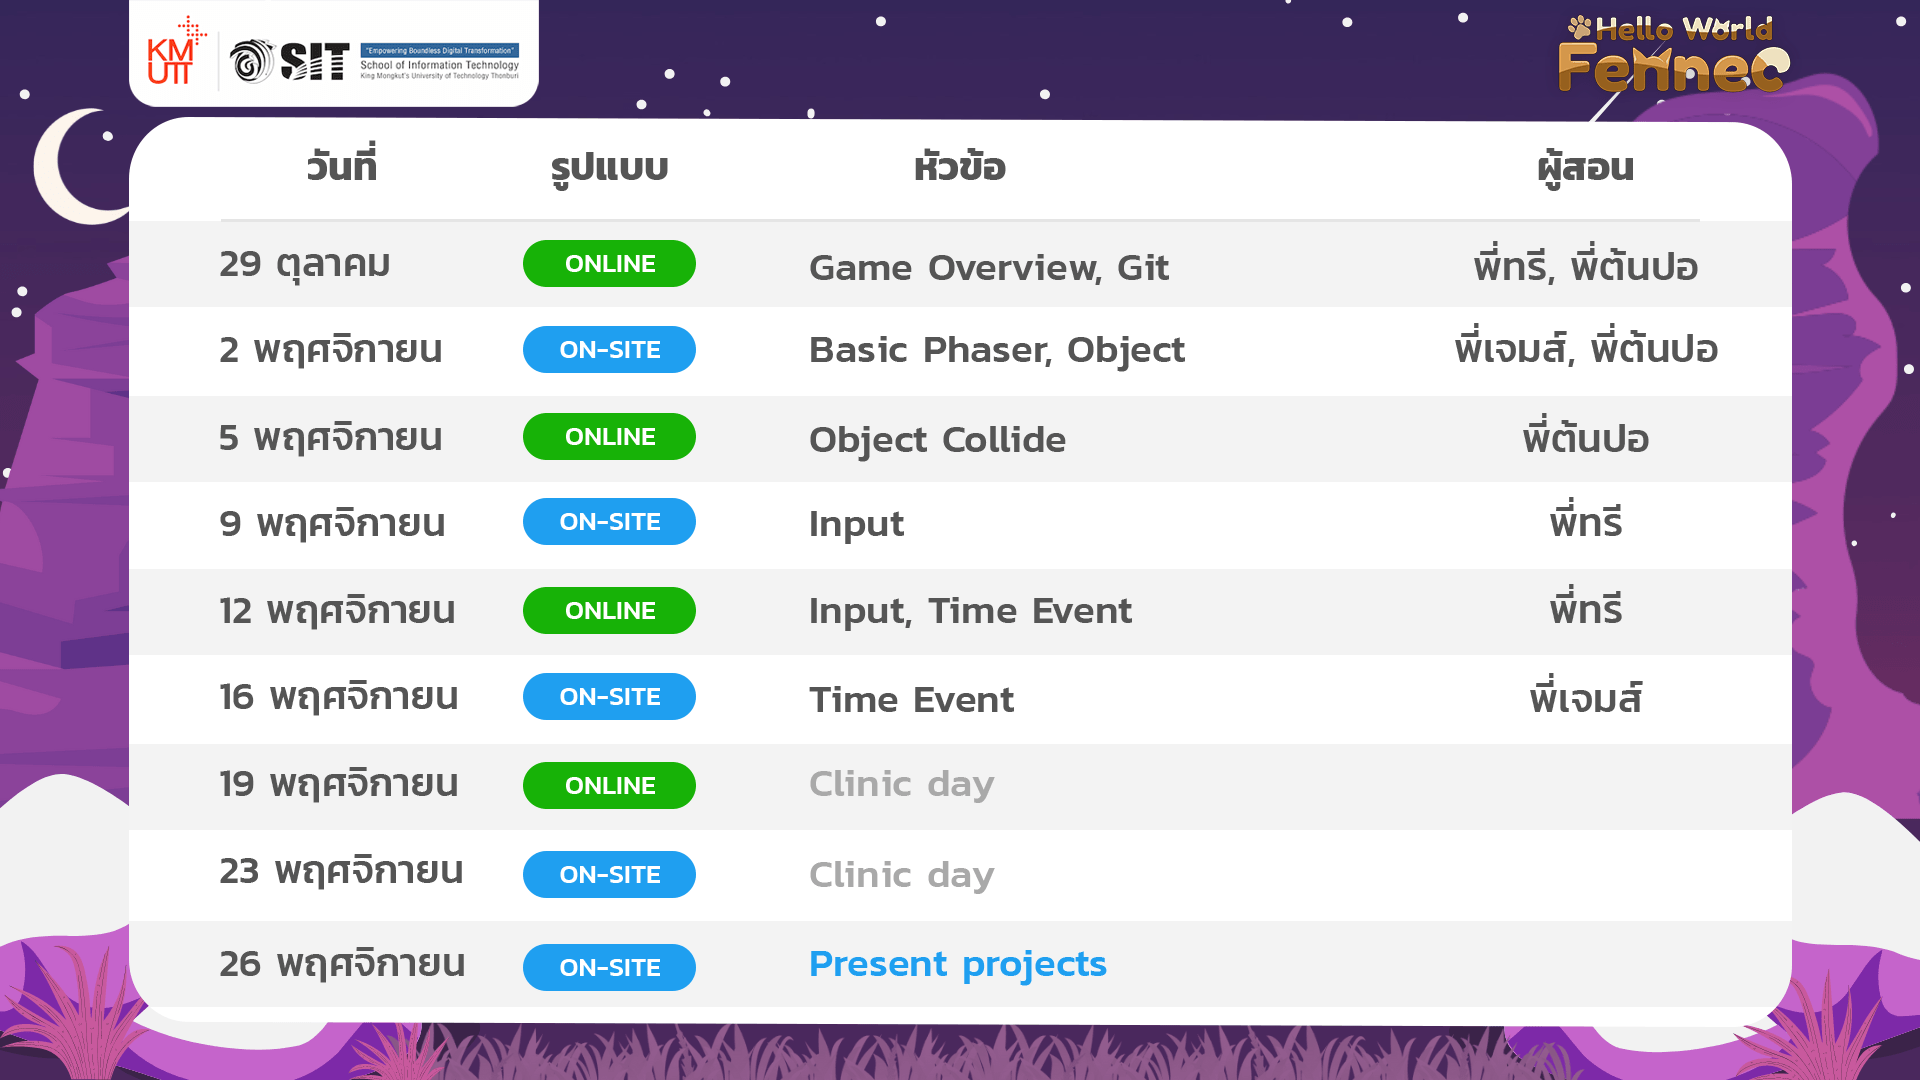 KMUTT
SIT
"Empowering Boundless Digital Transformation"
School of Information Technology
King Mongkut's University of Technology Thonburi
Hello World
Fennec
วันที่ รูปแบบ หัวข้อ ผู้สอน
29 ตุลาคม ONLINE Game Overview, Git พี่ทรี, พี่ต้นปอ
2 พฤศจิกายน ON-SITE Basic Phaser, Object พี่เจมส์, พี่ต้นปอ
5 พฤศจิกายน ONLINE Object Collide พี่ต้นปอ
9 พฤศจิกายน ON-SITE Input พี่ทรี
12 พฤศจิกายน ONLINE Input, Time Event พี่ทรี
16 พฤศจิกายน ON-SITE Time Event พี่เจมส์
19 พฤศจิกายน ONLINE Clinic day
23 พฤศจิกายน ON-SITE Clinic day
26 พฤศจิกายน ON-SITE Present projects